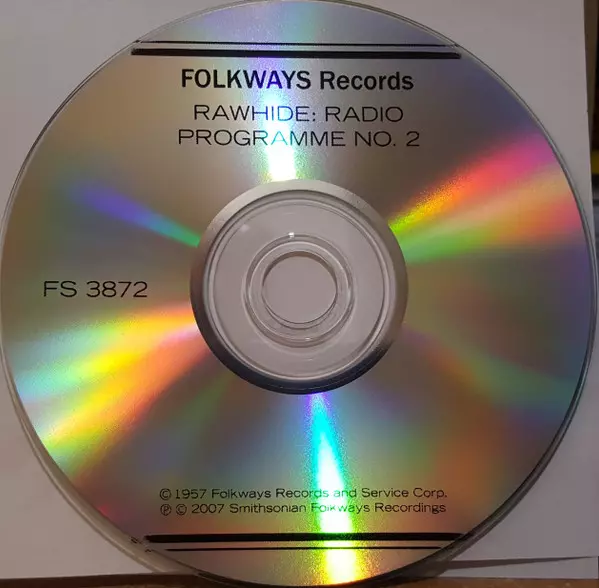 FOLKWAYS Records
RAWHIDE: RADIO
PROGRAMME NO. 2
FS 3872
© 1957 Folkways Records and Service Corp.
℗ © 2007 Smithsonian Folkways Recordings